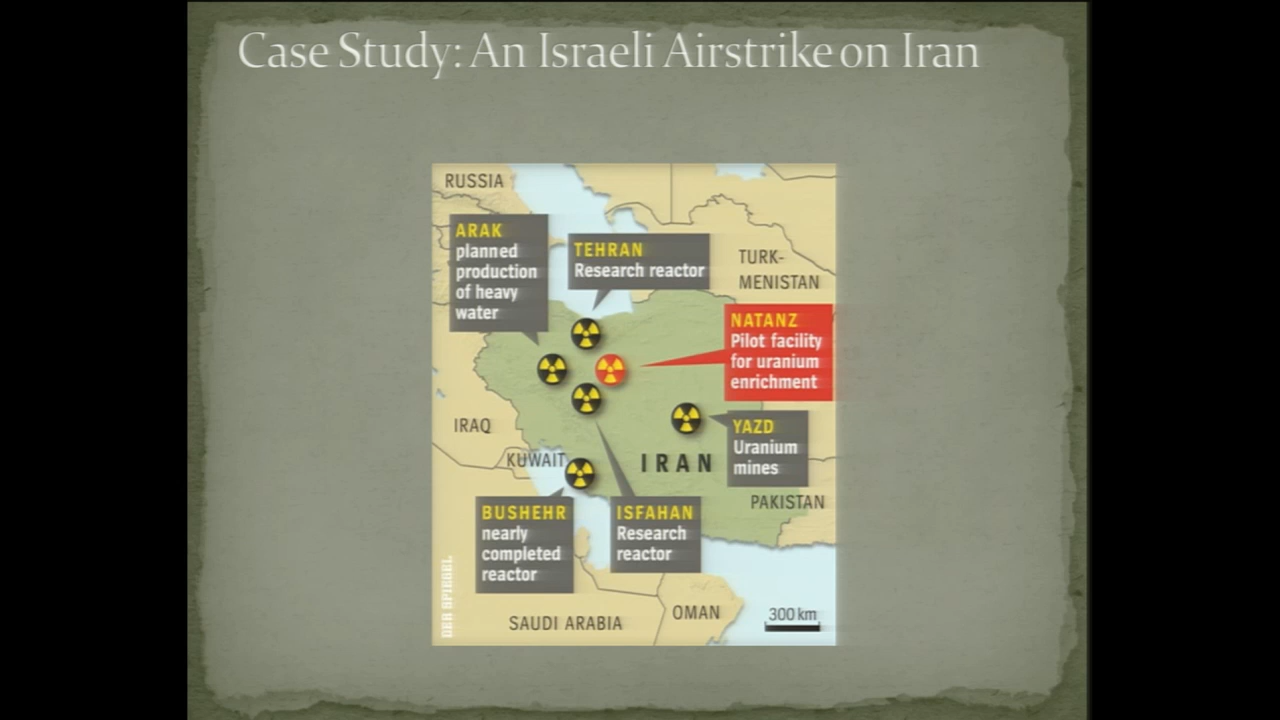 Case Study: An Israeli Airstrike on Iran
RUSSIA
ARAK
planned
production
of heavy
water
TEHRAN
Research reactor
TURK-
MENISTAN
NATANZ
Pilot facility
for uranium
enrichment
IRAQ
KUWAIT
IRAN
YAZD
Uranium
mines
PAKISTAN
BUSHEHR
nearly
completed
reactor
ISFAHAN
Research
reactor
DER SPIEGEL
SAUDI ARABIA
OMAN
300 km